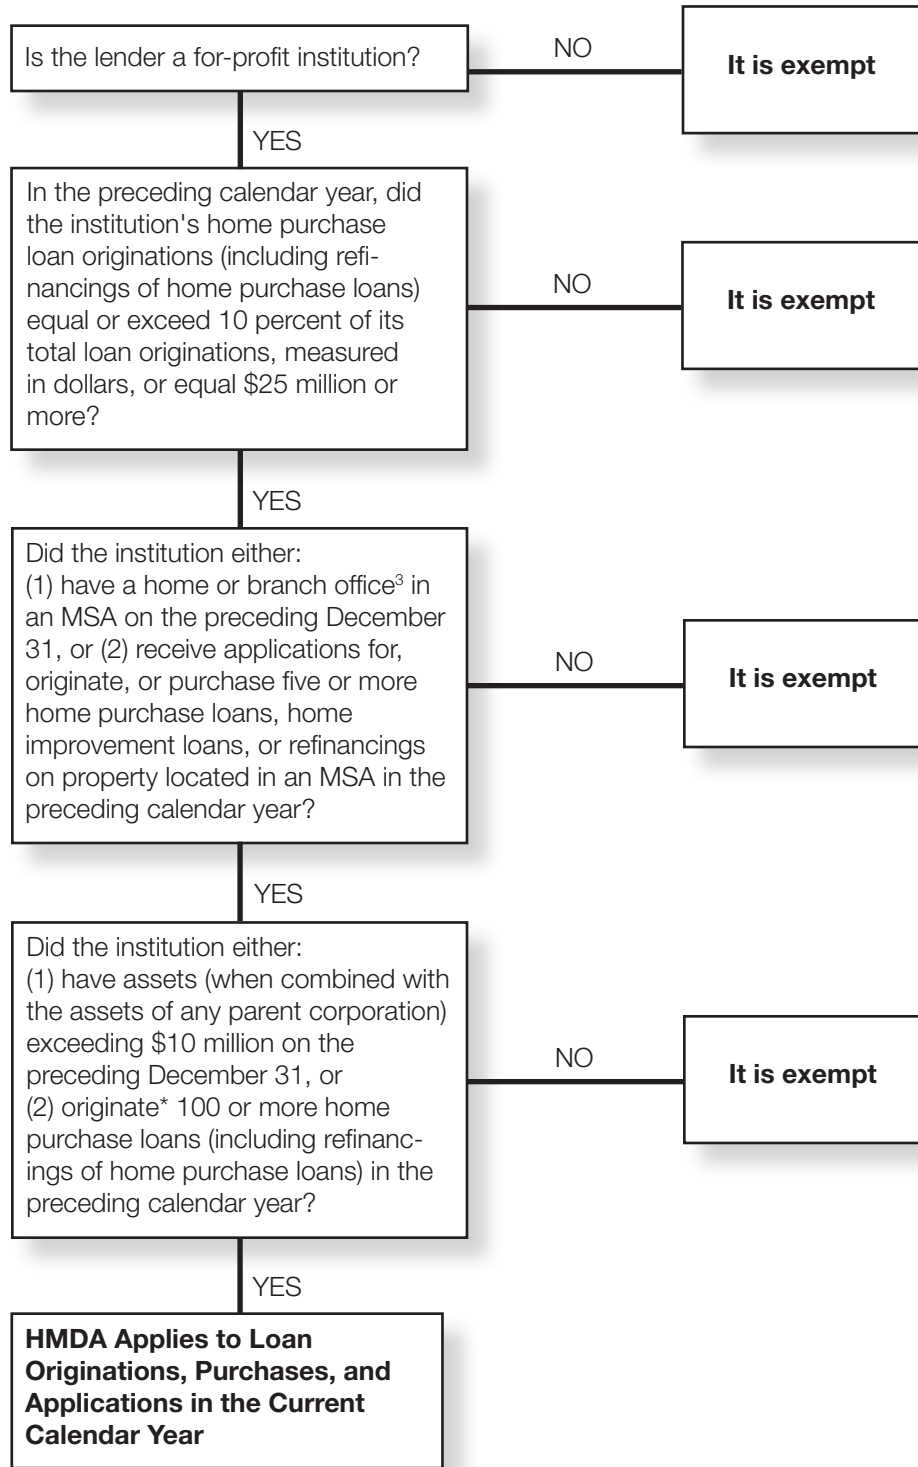 Is the lender a for-profit institution?
NO
It is exempt
YES
In the preceding calendar year, did
the institution's home purchase
loan originations (including refi-
nancings of home purchase loans)
equal or exceed 10 percent of its
total loan originations, measured
in dollars, or equal $25 million or
more?
NO
It is exempt
YES
Did the institution either:
(1) have a home or branch office³ in
an MSA on the preceding December
31, or (2) receive applications for,
originate, or purchase five or more
home purchase loans, home
improvement loans, or refinancings
on property located in an MSA in the
preceding calendar year?
NO
It is exempt
YES
Did the institution either:
(1) have assets (when combined with
the assets of any parent corporation)
exceeding $10 million on the
preceding December 31, or
(2) originate* 100 or more home
purchase loans (including refinanc-
ings of home purchase loans) in the
preceding calendar year?
NO
It is exempt
YES
HMDA Applies to Loan
Originations, Purchases, and
Applications in the Current
Calendar Year